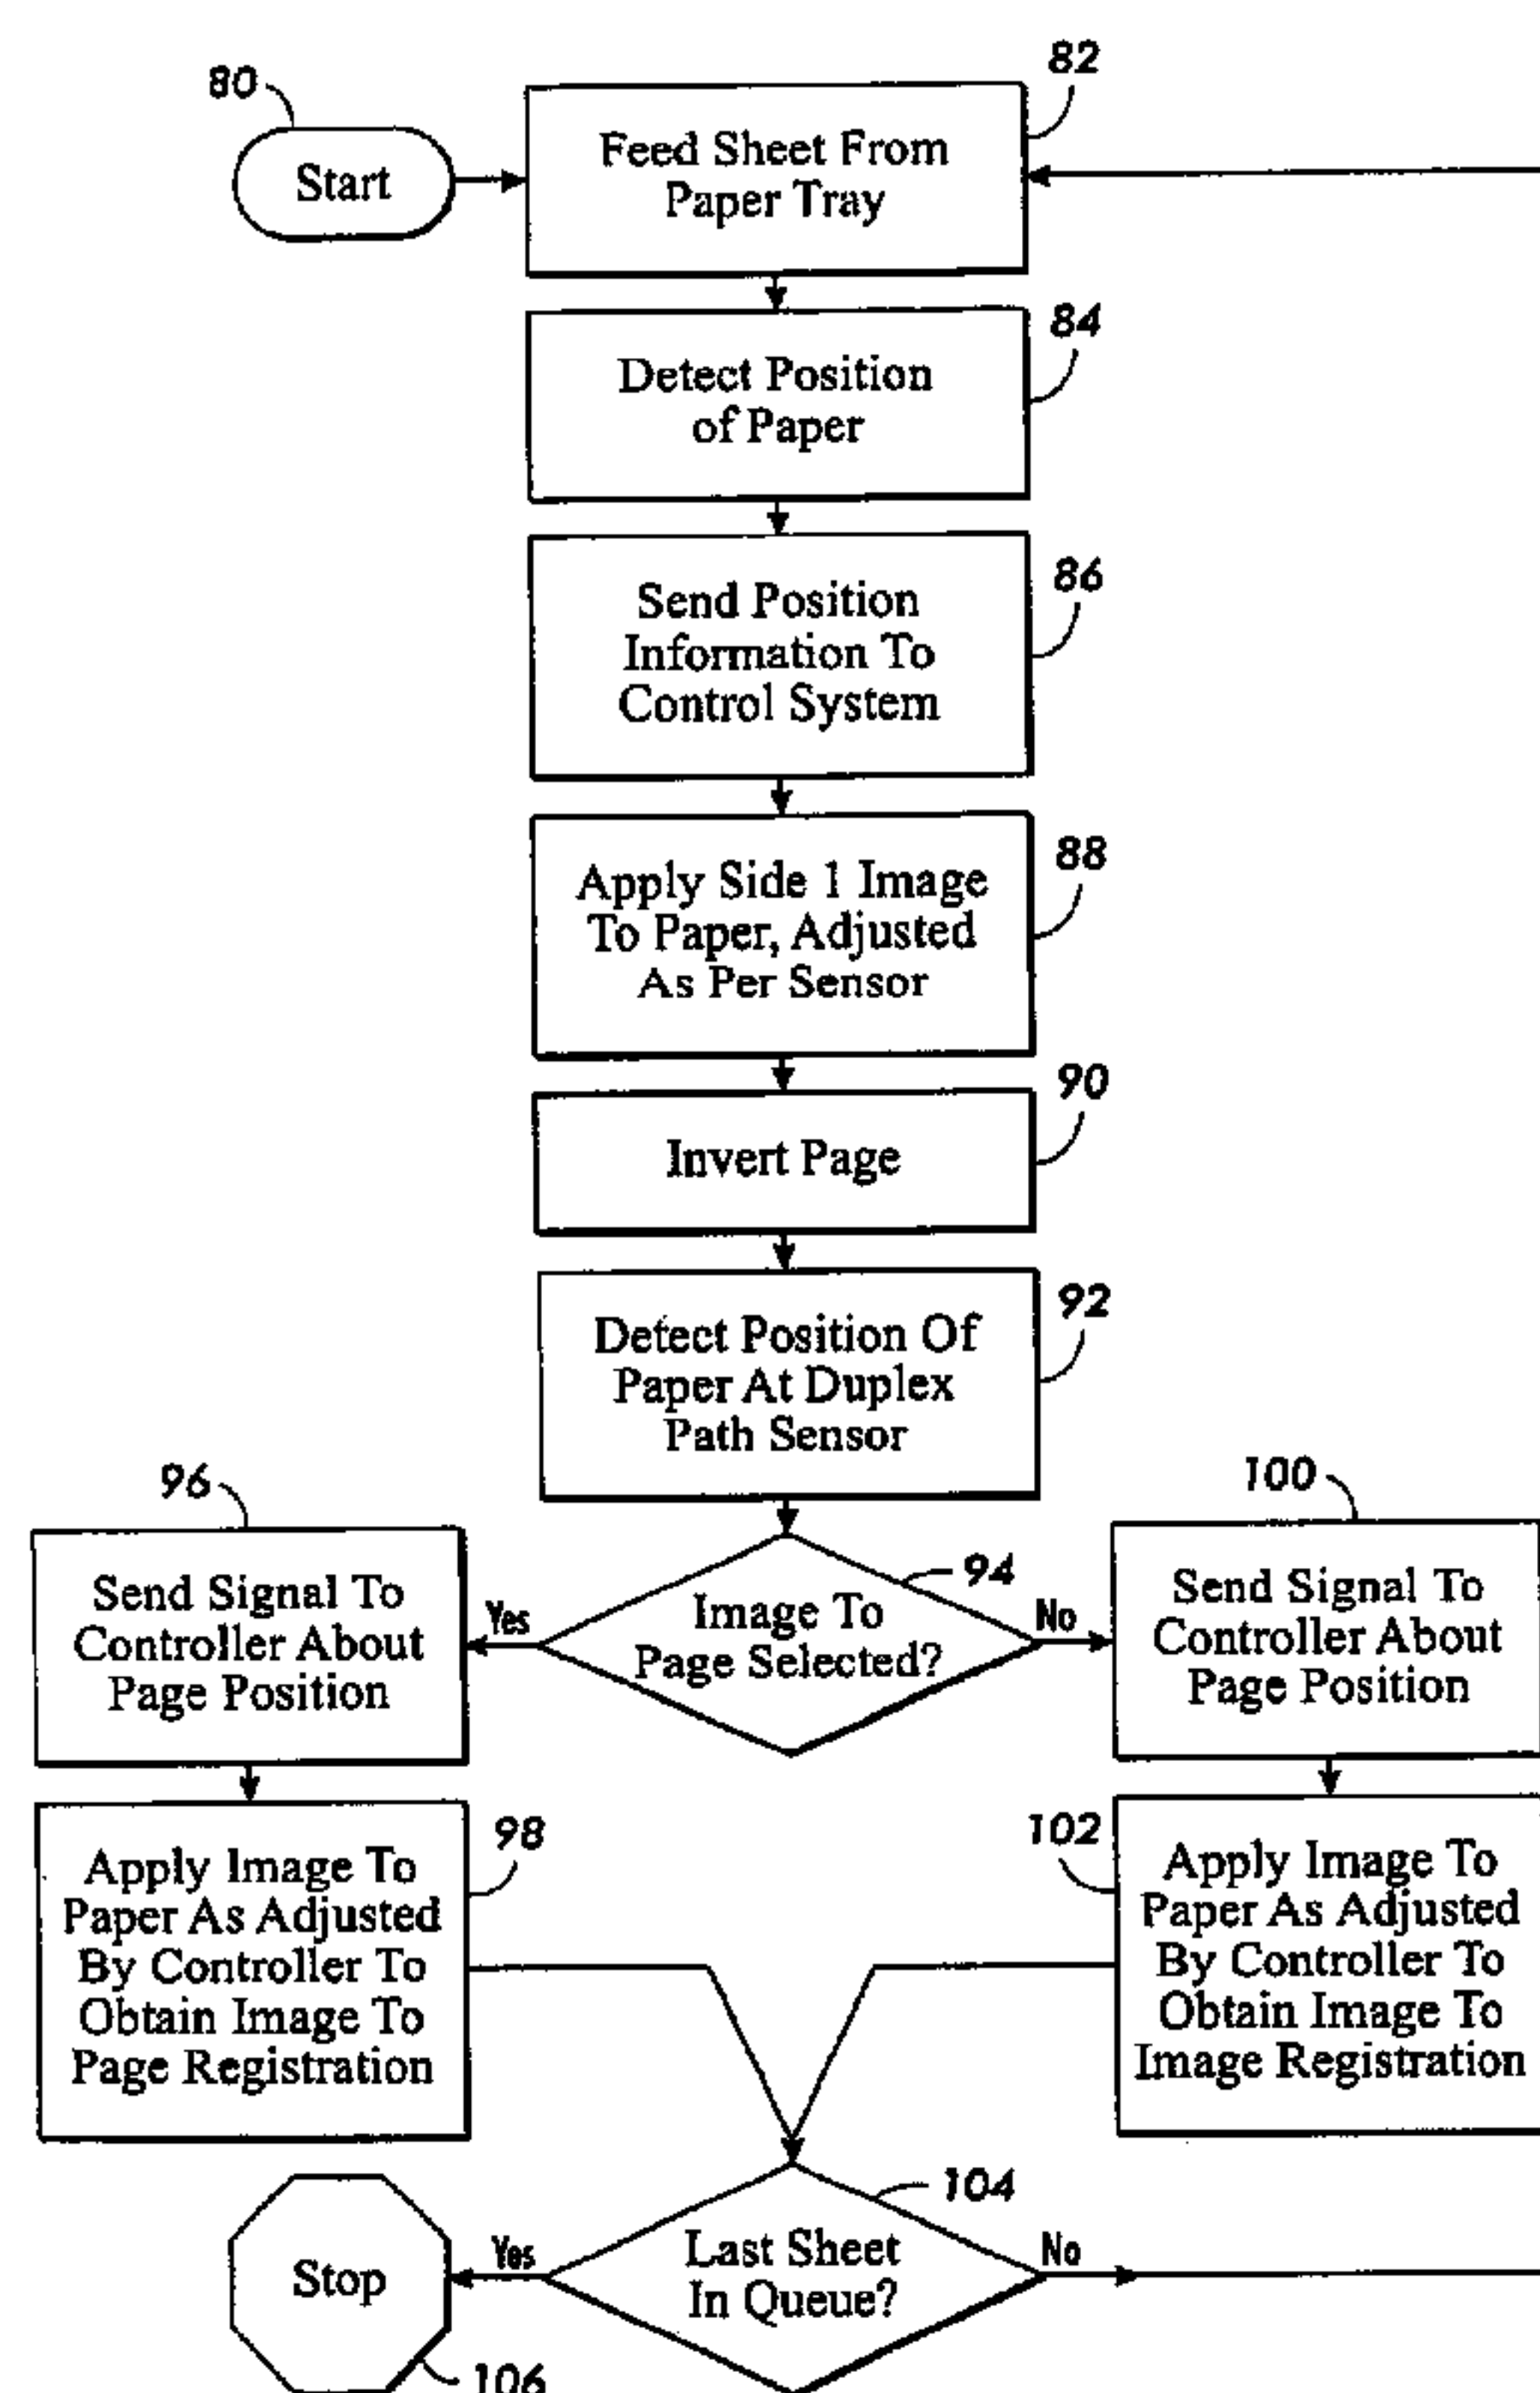 80
Start
82
Feed Sheet From
Paper Tray
84
Detect Position
of Paper
86
Send Position
Information To
Control System
88
Apply Side 1 Image
To Paper, Adjusted
As Per Sensor
90
Invert Page
92
Detect Position Of
Paper At Duplex
Path Sensor
94
Image To
Page Selected?
Yes
No
96
Send Signal To
Controller About
Page Position
98
Apply Image To
Paper As Adjusted
By Controller To
Obtain Image To
Page Registration
100
Send Signal To
Controller About
Page Position
102
Apply Image To
Paper As Adjusted
By Controller To
Obtain Image To
Image Registration
104
Last Sheet
In Queue?
Yes
No
Stop
106